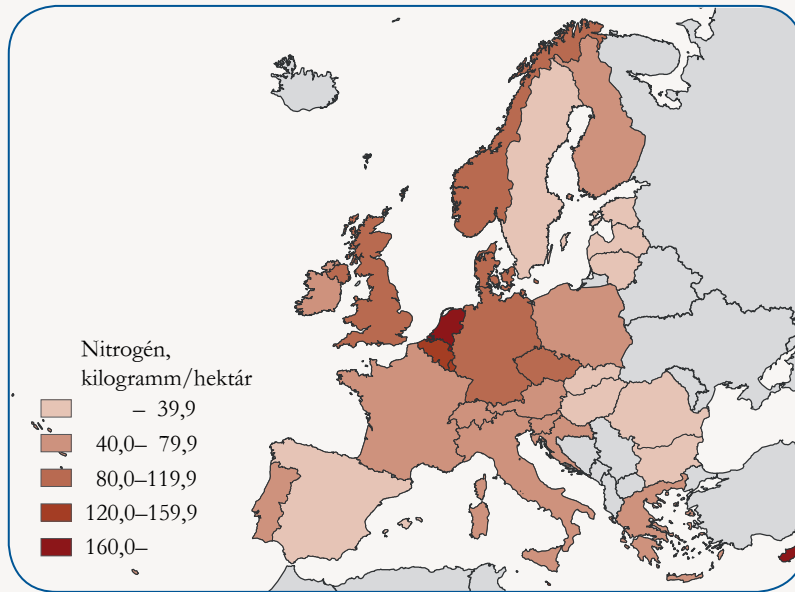 Nitrogén,
kilogramm/hektár
– 39,9
40,0– 79,9
80,0–119,9
120,0–159,9
160,0–